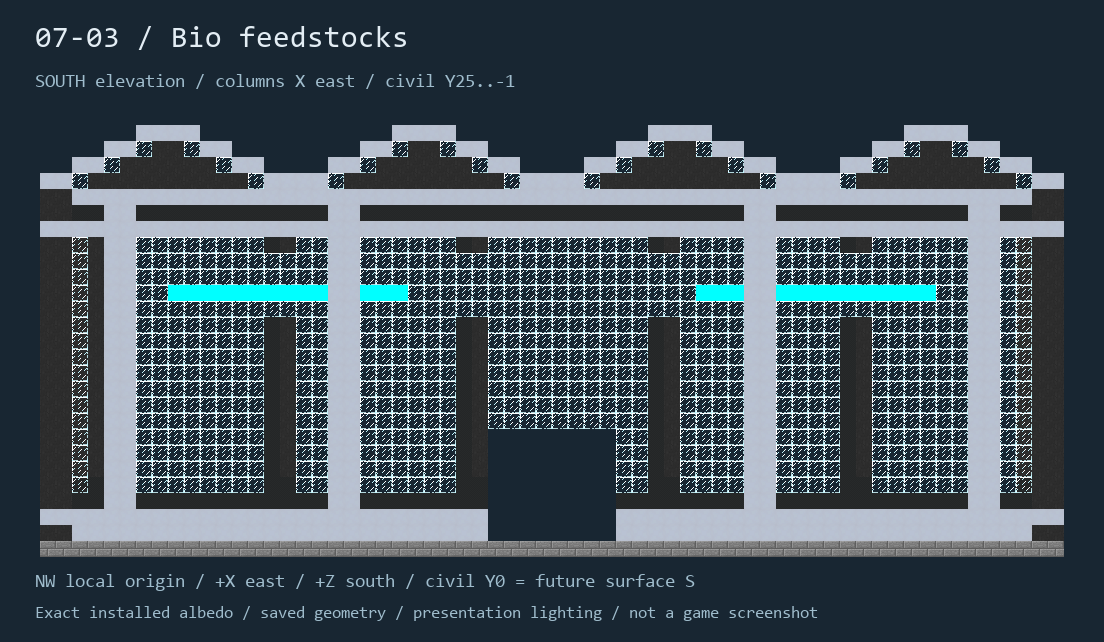 07-03 / Bio feedstocks
SOUTH elevation / columns X east / civil Y25..-1
NW local origin / +X east / +Z south / civil Y0 = future surface S
Exact installed albedo / saved geometry / presentation lighting / not a game screenshot